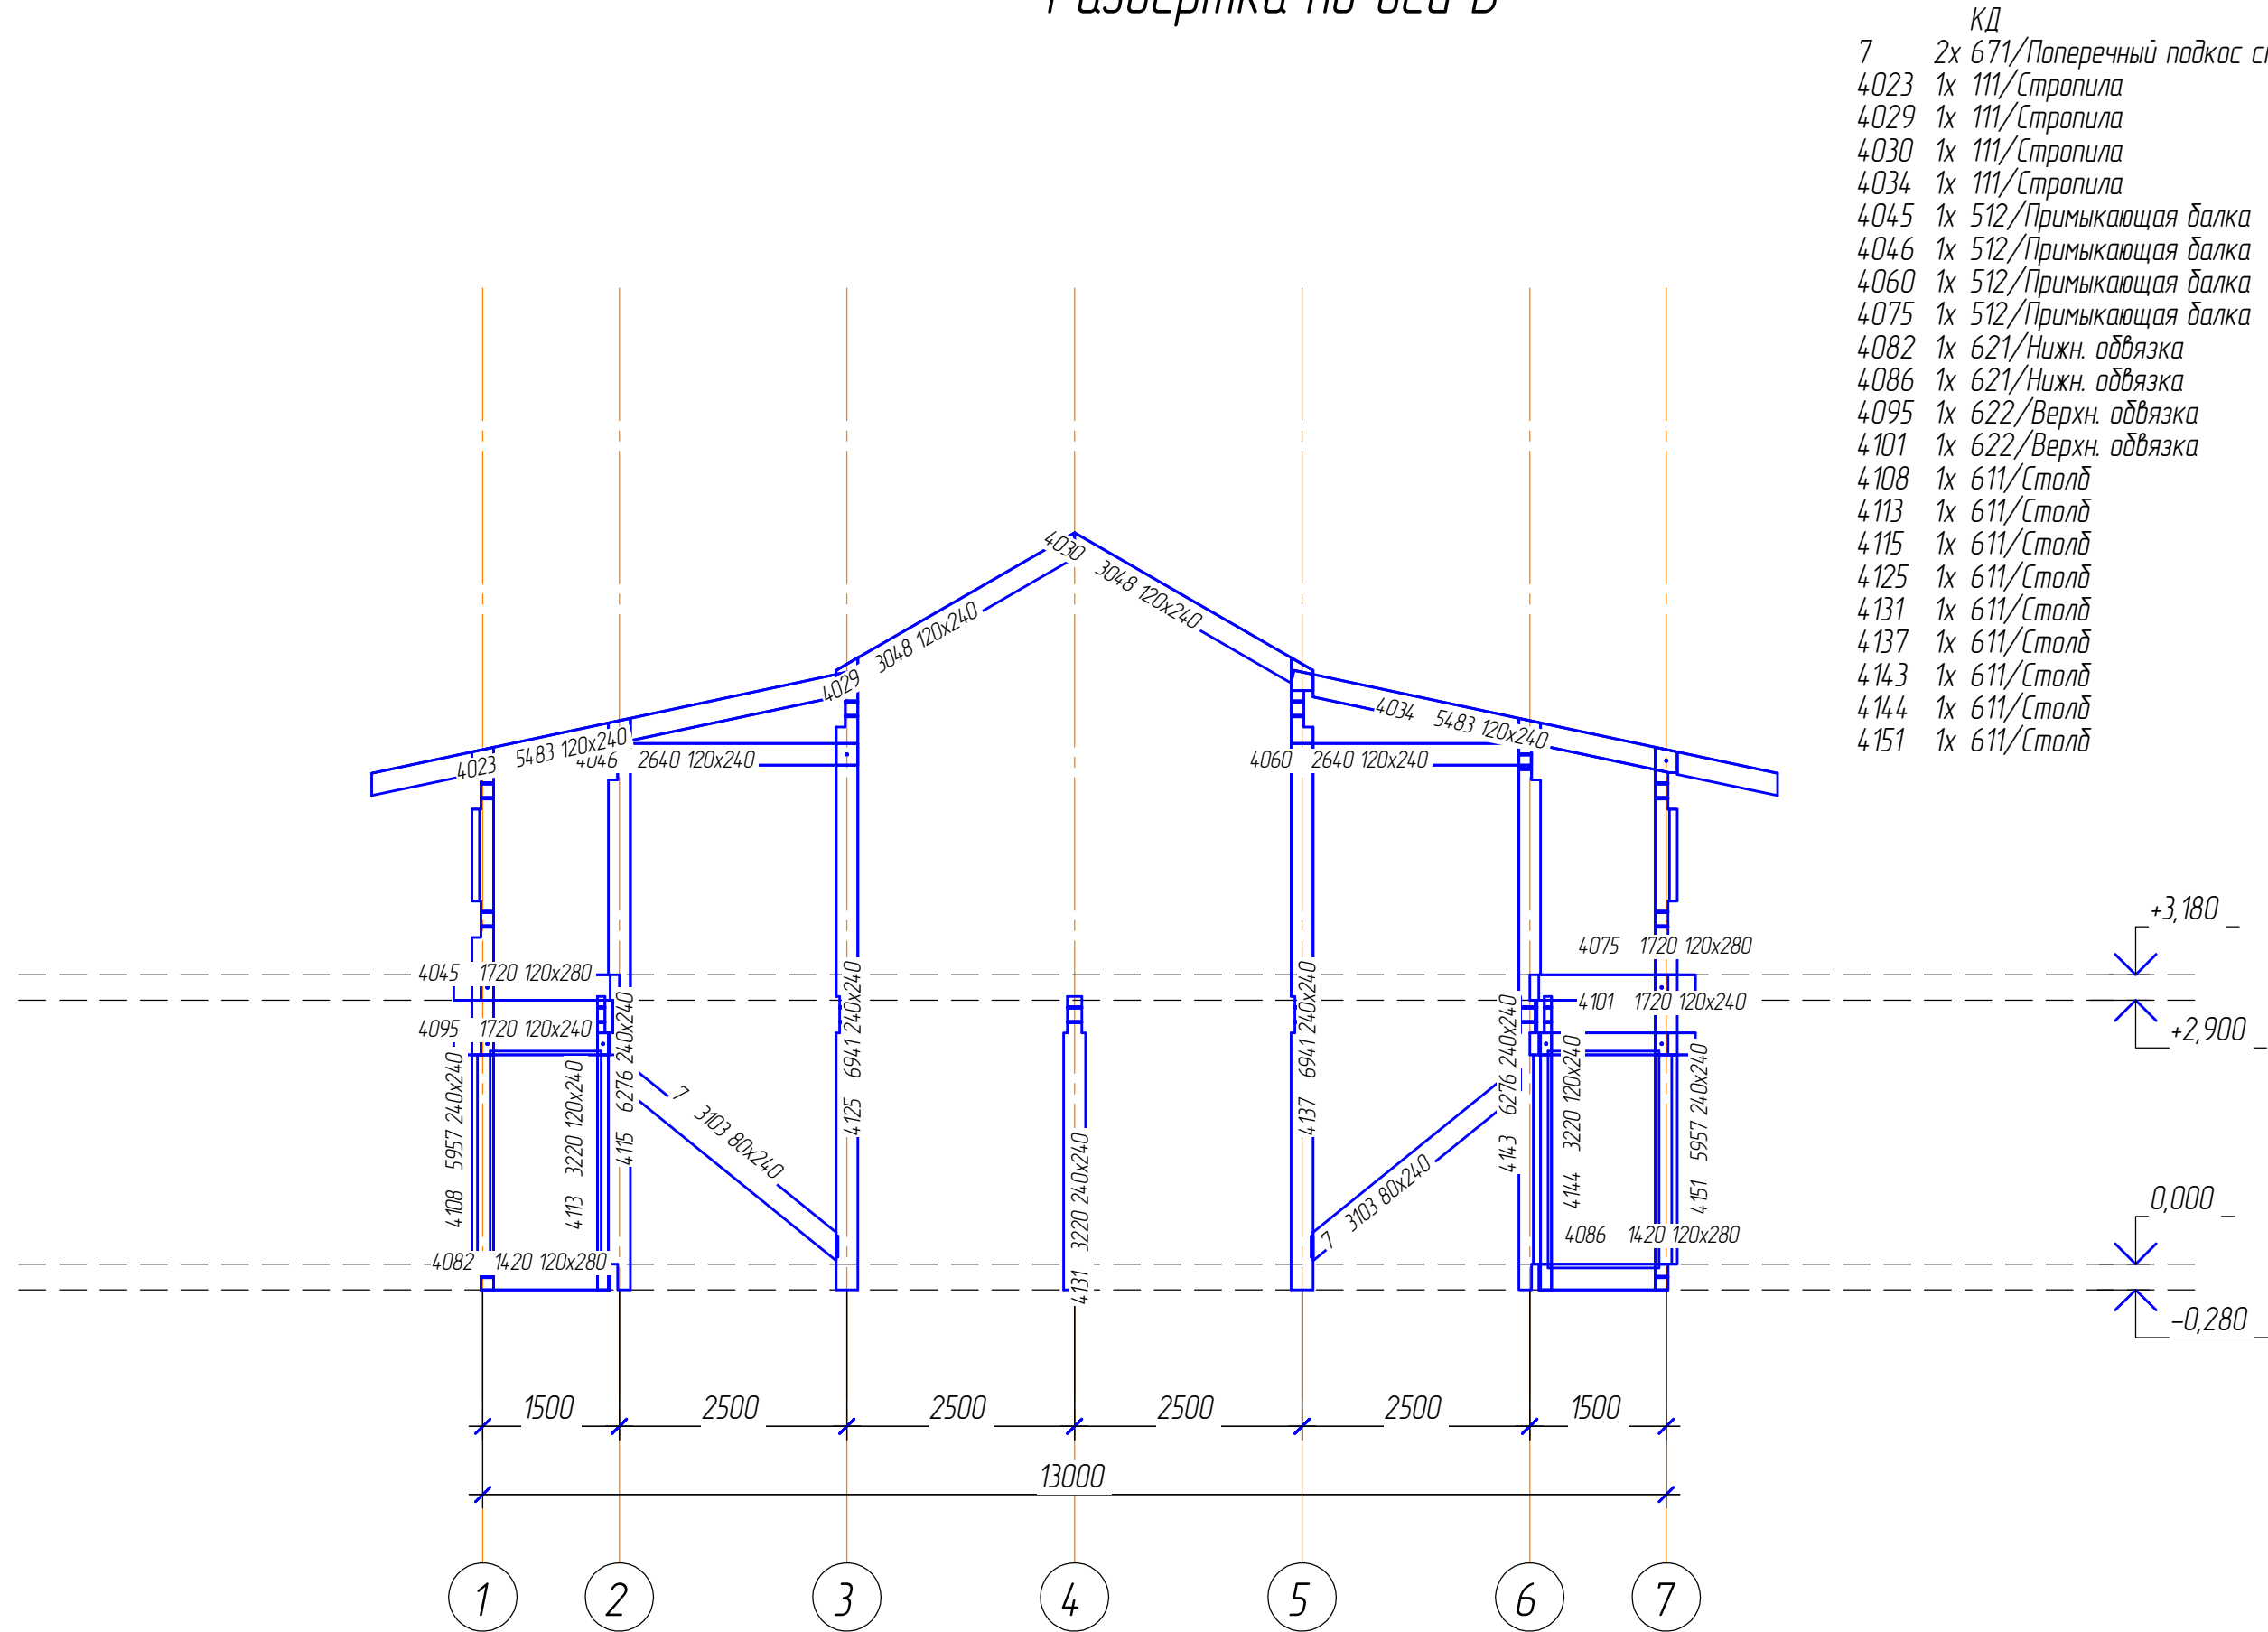 КД
7 2x 671/Поперечный подкос
4023 1x 111/Стропила
4029 1x 111/Стропила
4030 1x 111/Стропила
4034 1x 111/Стропила
4045 1x 512/Примыкающая балка
4046 1x 512/Примыкающая балка
4060 1x 512/Примыкающая балка
4075 1x 512/Примыкающая балка
4082 1x 621/Нижн. обвязка
4086 1x 621/Нижн. обвязка
4095 1x 622/Верхн. обвязка
4101 1x 622/Верхн. обвязка
4108 1x 611/Столб
4113 1x 611/Столб
4115 1x 611/Столб
4125 1x 611/Столб
4131 1x 611/Столб
4137 1x 611/Столб
4143 1x 611/Столб
4144 1x 611/Столб
4151 1x 611/Столб
4030 3048 120x240
4029 3048 120x240
4023 5483 120x240
4034 5483 120x240
4046 2640 120x240
4060 2640 120x240
+3,180
4075 1720 120x280
4045 1720 120x280
4101 1720 120x240
4095 1720 120x240
+2,900
4108 5957 240x240
4113 3220 120x240
4115 6276 240x240
7 3103 80x240
4125 6941 240x240
4131 3220 240x240
4137 6941 240x240
7 3103 80x240
4143 6276 240x240
4144 3220 120x240
4151 5957 240x240
0,000
4086 1420 120x280
4082 1420 120x280
-0,280
1500 2500 2500 2500 2500 1500
13000
1 2 3 4 5 6 7